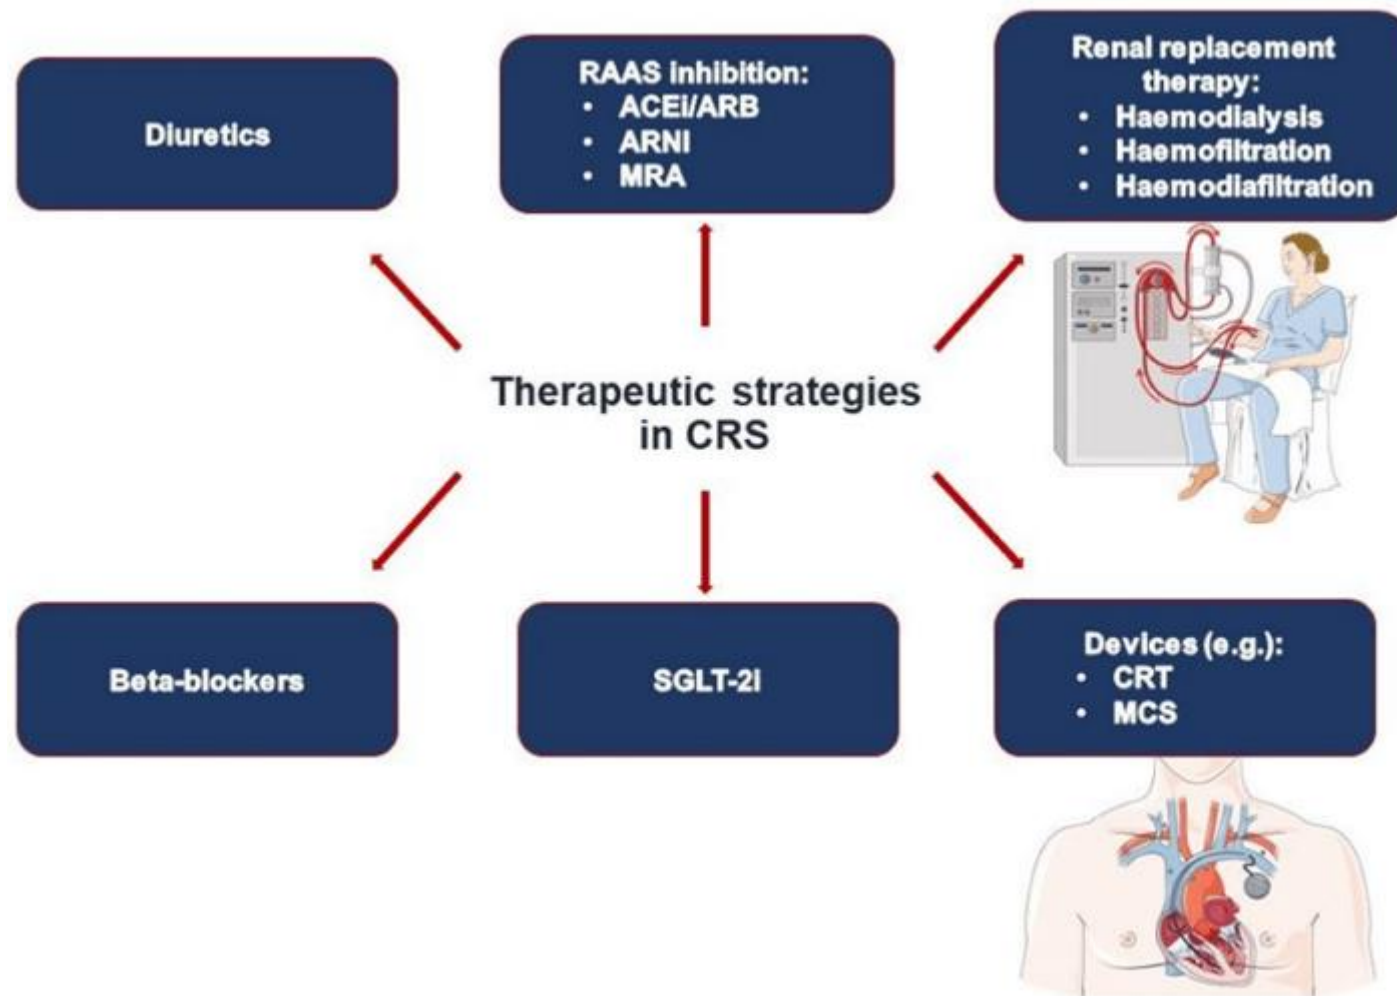 Diuretics
RAAS inhibition:
• ACEi/ARB
• ARNI
• MRA
Renal replacement
therapy:
• Haemodialysis
• Haemofiltration
• Haemodiafiltration
Therapeutic strategies
in CRS
Beta-blockers
SGLT-2i
Devices (e.g.):
• CRT
• MCS